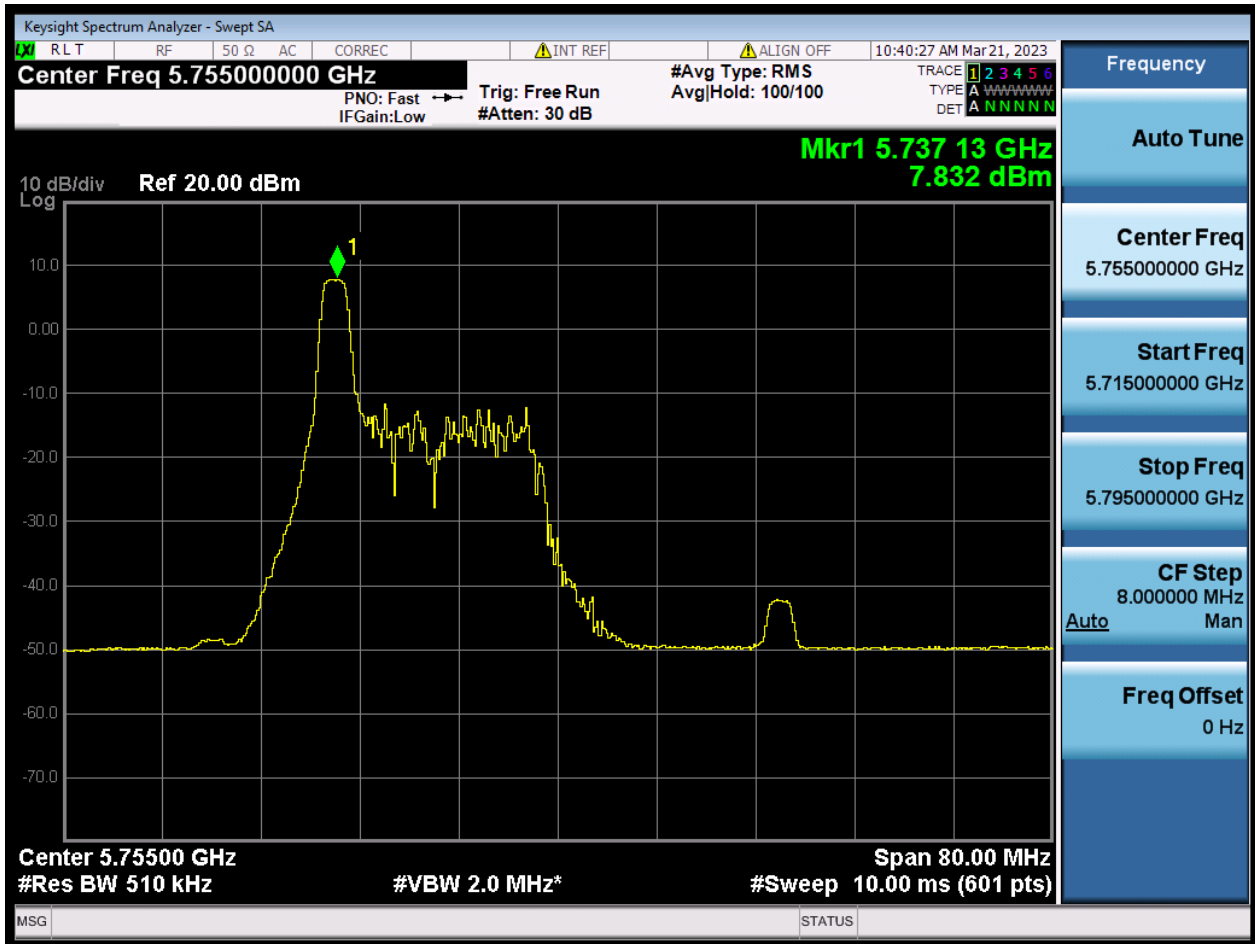 Keysight Spectrum Analyzer - Swept SA
LXI RLT RF 50 Ω AC CORREC INT REF ALIGN OFF 10:40:27 AM Mar 21, 2023
Center Freq 5.755000000 GHz
PNO: Fast
IFGain:Low
Trig: Free Run
#Atten: 30 dB
#Avg Type: RMS
Avg|Hold: 100/100
TRACE 1 2 3 4 5 6
TYPE A WWWWW
DET A N N N N N
Mkr1 5.737 13 GHz
7.832 dBm
10 dB/div Ref 20.00 dBm
Log
1
10.0
0.00
-10.0
-20.0
-30.0
-40.0
-50.0
-60.0
-70.0
Center 5.75500 GHz Span 80.00 MHz
#Res BW 510 kHz #VBW 2.0 MHz* #Sweep 10.00 ms (601 pts)
MSG STATUS
Frequency
Auto Tune
Center Freq
5.755000000 GHz
Start Freq
5.715000000 GHz
Stop Freq
5.795000000 GHz
CF Step
8.000000 MHz
Auto Man
Freq Offset
0 Hz